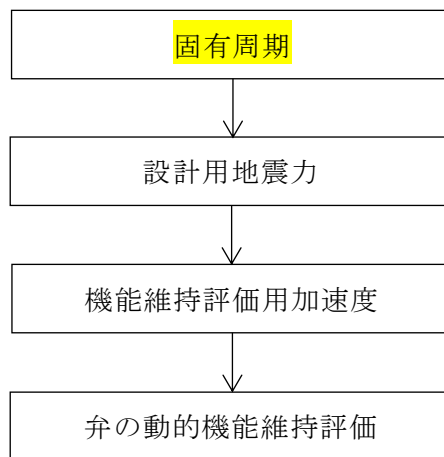 固有周期
設計用地震力
機能維持評価用加速度
弁の動的機能維持評価